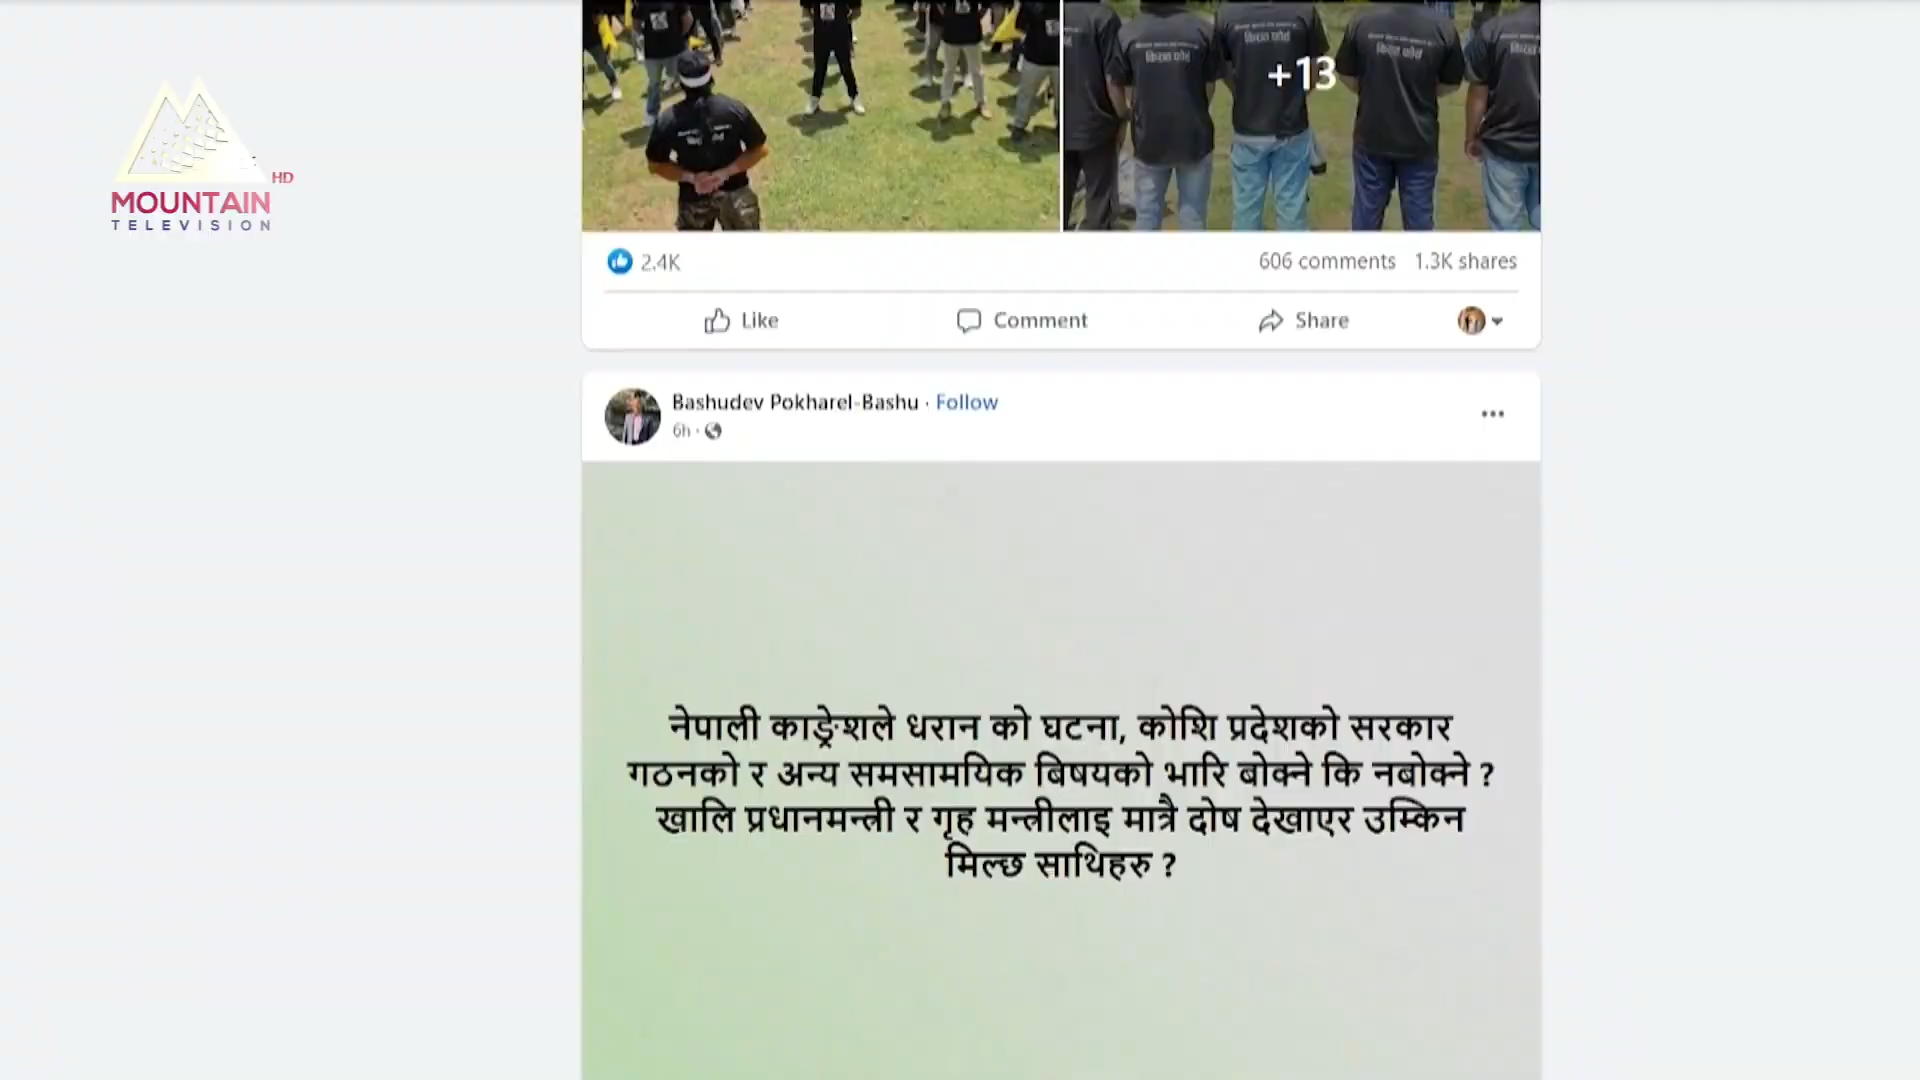 किरात फोर्स
किरात फोर्स
किरात फोर्स
+13
HD
MOUNTAIN
TELEVISION
2.4K
606 comments 1.3K shares
Like
Comment
Share
Bashudev Pokharel-Bashu · Follow
6h ·
नेपाली काङ्रेशले धरान को घटना, कोशि प्रदेशको सरकार
गठनको र अन्य समसामयिक बिषयको भारि बोक्ने कि नबोक्ने ?
खालि प्रधानमन्त्री र गृह मन्त्रीलाइ मात्रै दोष देखाएर उम्किन
मिल्छ साथिहरु ?